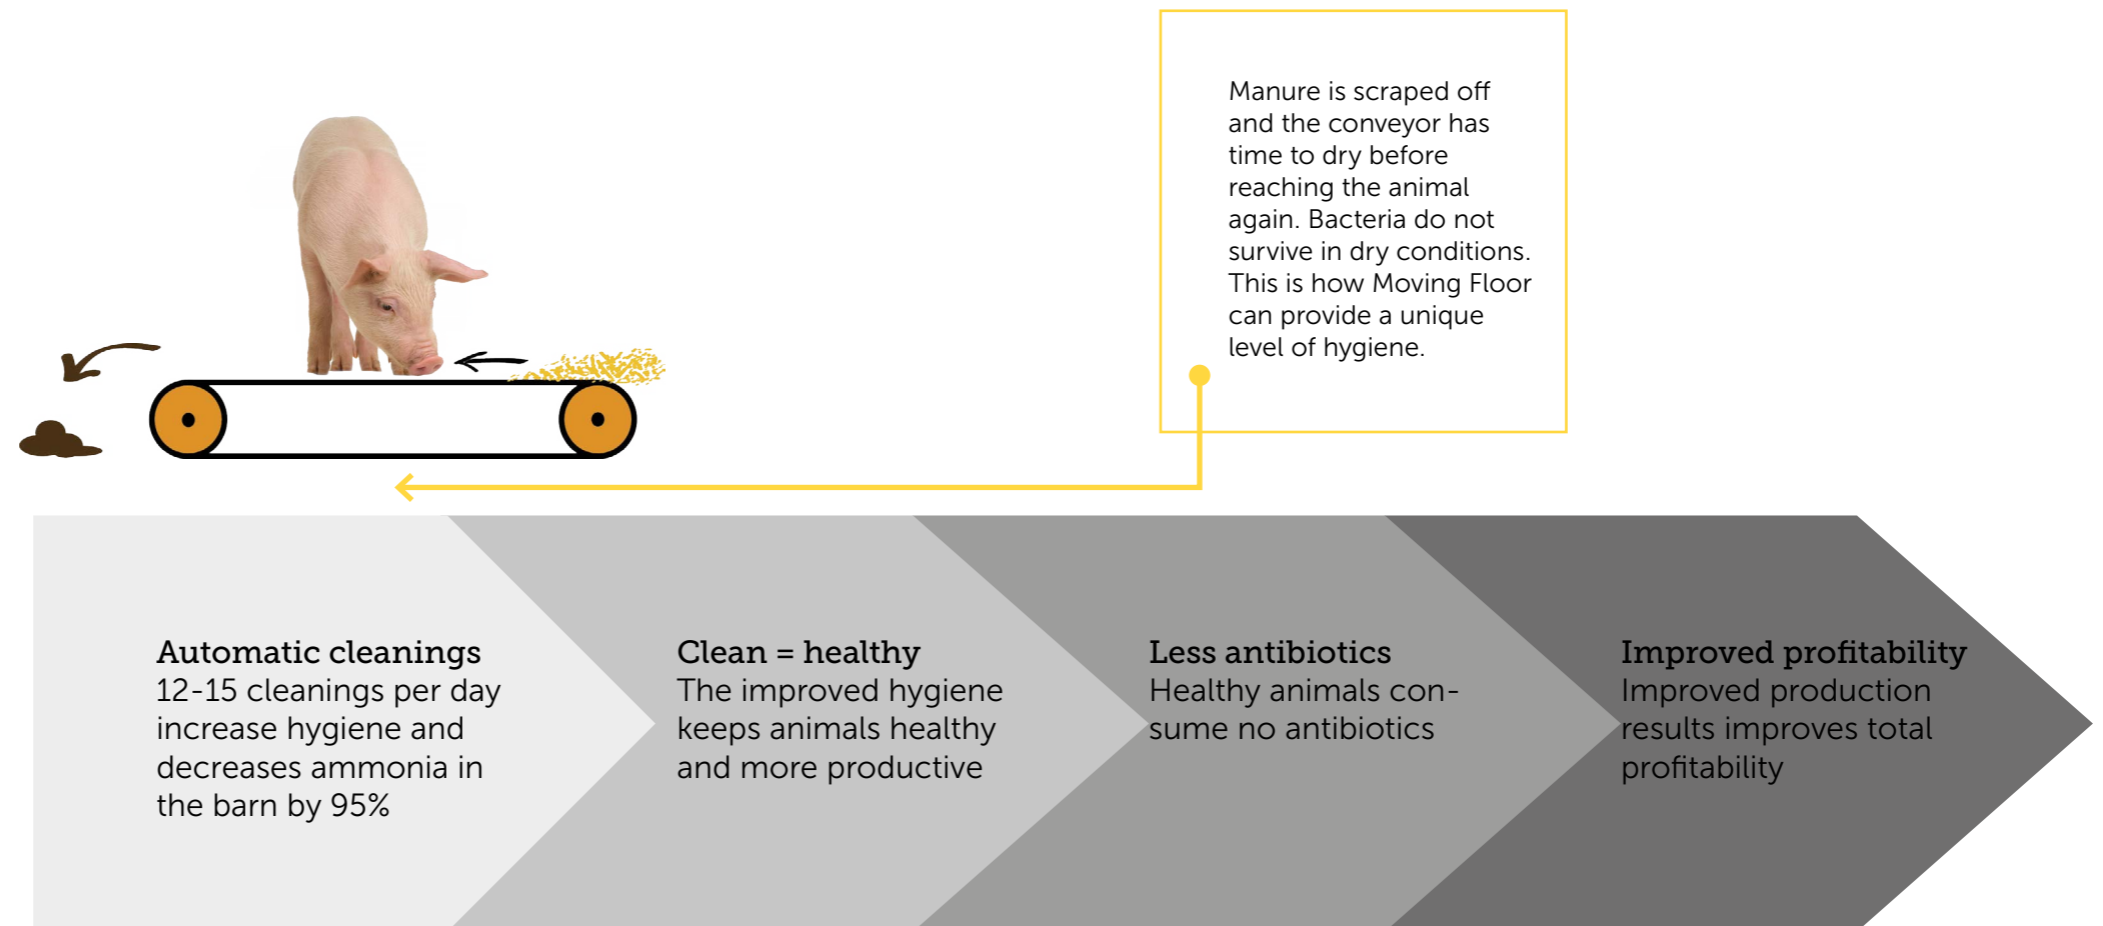 Manure is scraped off
and the conveyor has
time to dry before
reaching the animal
again. Bacteria do not
survive in dry conditions.
This is how Moving Floor
can provide a unique
level of hygiene.
Automatic cleanings
12-15 cleanings per day
increase hygiene and
decreases ammonia in
the barn by 95%
Clean = healthy
The improved hygiene
keeps animals healthy
and more productive
Less antibiotics
Healthy animals con-
sume no antibiotics
Improved profitability
Improved production
results improves total
profitability